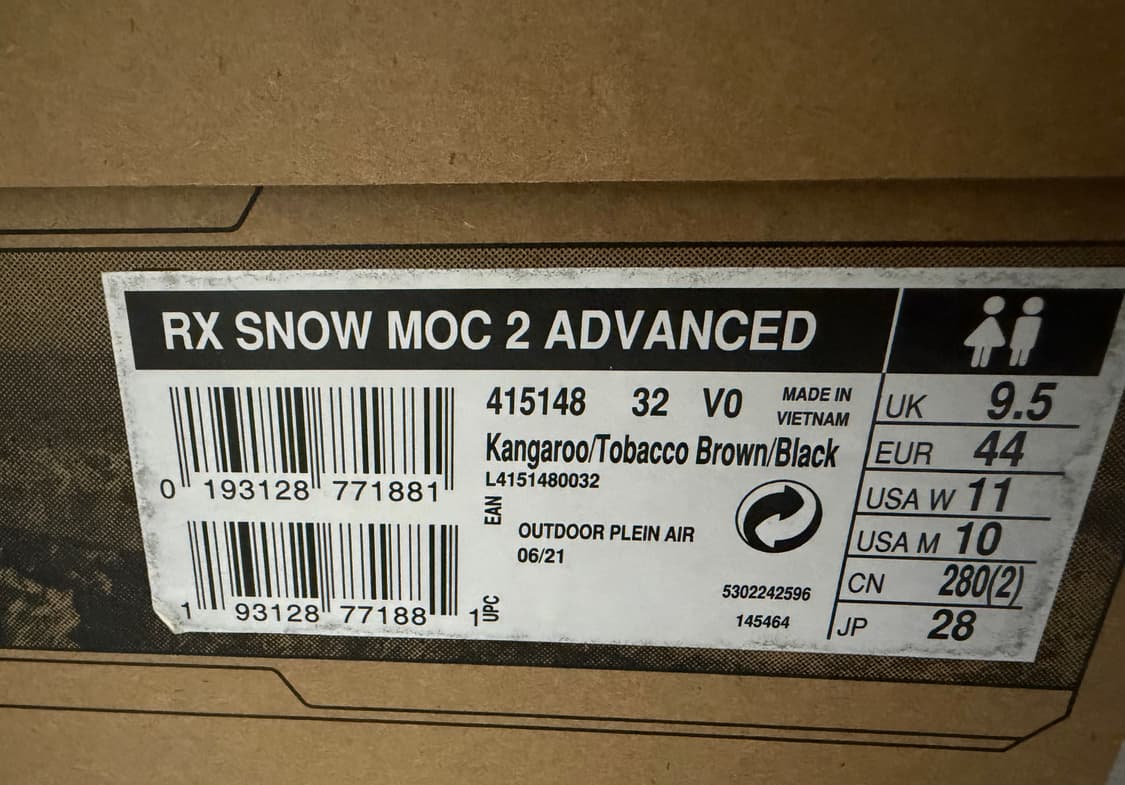 RX SNOW MOC 2 ADVANCED
415148 32 V0 MADE IN VIETNAM
Kangaroo/Tobacco Brown/Black
L4151480032
0 193128 771881
EAN
OUTDOOR PLEIN AIR
06/21
1 93128 77188 1
UPC
5302242596
145464
UK 9.5
EUR 44
USA W 11
USA M 10
CN 280(2)
JP 28